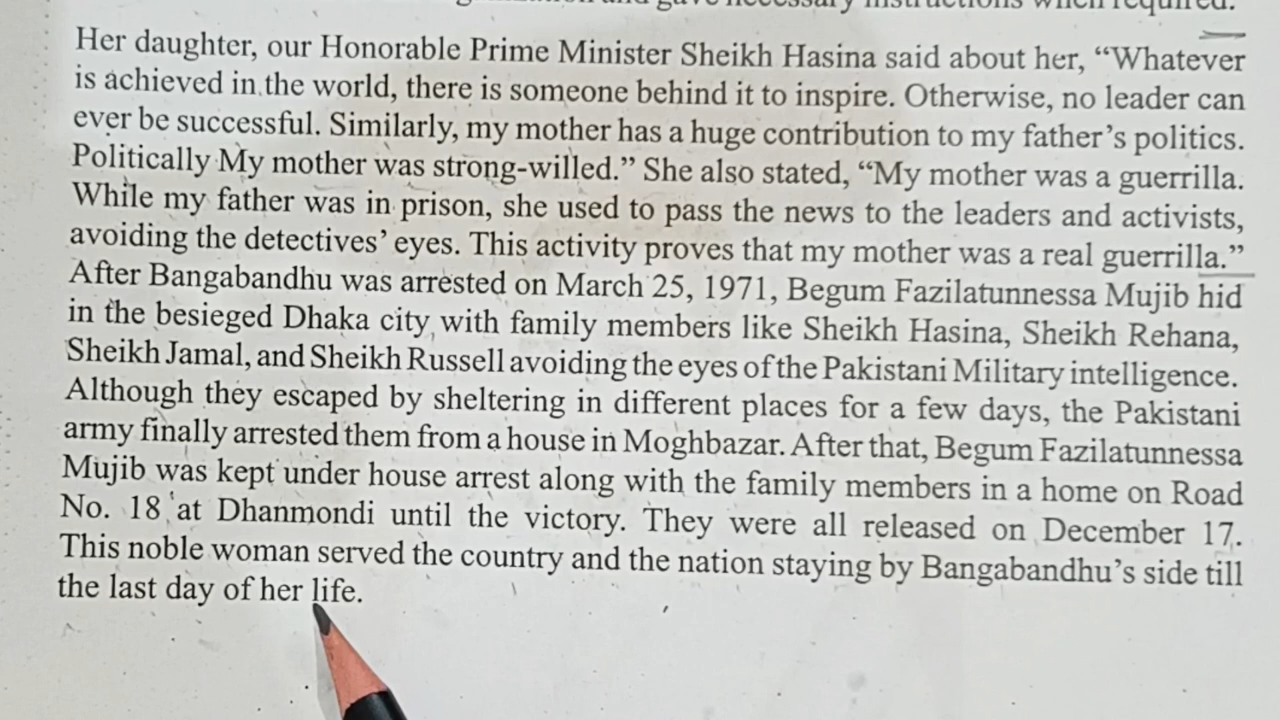 and gave necessary instructions when required.
Her daughter, our Honorable Prime Minister Sheikh Hasina said about her, “Whatever
is achieved in the world, there is someone behind it to inspire. Otherwise, no leader can
ever be successful. Similarly, my mother has a huge contribution to my father’s politics.
Politically My mother was strong-willed.” She also stated, “My mother was a guerrilla.
While my father was in prison, she used to pass the news to the leaders and activists,
avoiding the detectives’ eyes. This activity proves that my mother was a real guerrilla.”
After Bangabandhu was arrested on March 25, 1971, Begum Fazilatunnessa Mujib hid
in the besieged Dhaka city with family members like Sheikh Hasina, Sheikh Rehana,
Sheikh Jamal, and Sheikh Russell avoiding the eyes of the Pakistani Military intelligence.
Although they escaped by sheltering in different places for a few days, the Pakistani
army finally arrested them from a house in Moghbazar. After that, Begum Fazilatunnessa
Mujib was kept under house arrest along with the family members in a home on Road
No. 18 at Dhanmondi until the victory. They were all released on December 17.
This noble woman served the country and the nation staying by Bangabandhu’s side till
the last day of her life.